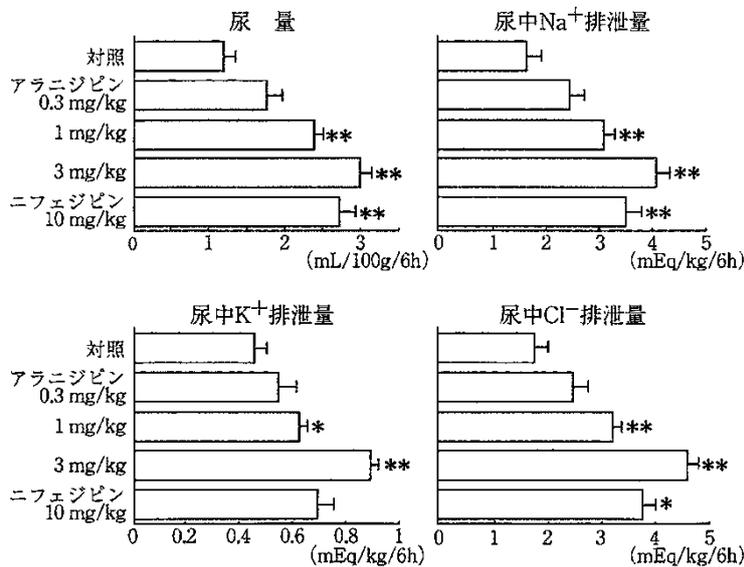 尿 量
対照
アラニジピン
0.3 mg/kg
1 mg/kg **
3 mg/kg **
ニフェジピン
10 mg/kg **
0 1 2 3
(mL/100g/6h)
尿中Na⁺排泄量
**
**
**
0 1 2 3 4 5
(mEq/kg/6h)
尿中K⁺排泄量
対照
アラニジピン
0.3 mg/kg
1 mg/kg *
3 mg/kg **
ニフェジピン
10 mg/kg
0 0.2 0.4 0.6 0.8 1
(mEq/kg/6h)
尿中Cl⁻排泄量
**
**
*
0 1 2 3 4 5
(mEq/kg/6h)